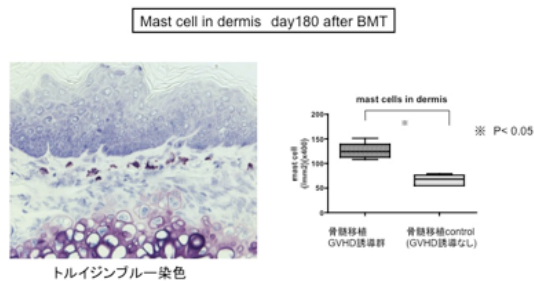 Mast cell in dermis day180 after BMT
mast cells in dermis
※
※ P< 0.05
mast cell
(/mm2)(x400)
200
150
100
50
0
骨髄移植
GVHD誘導群
骨髄移植control
(GVHD誘導なし)
トルイジンブルー染色